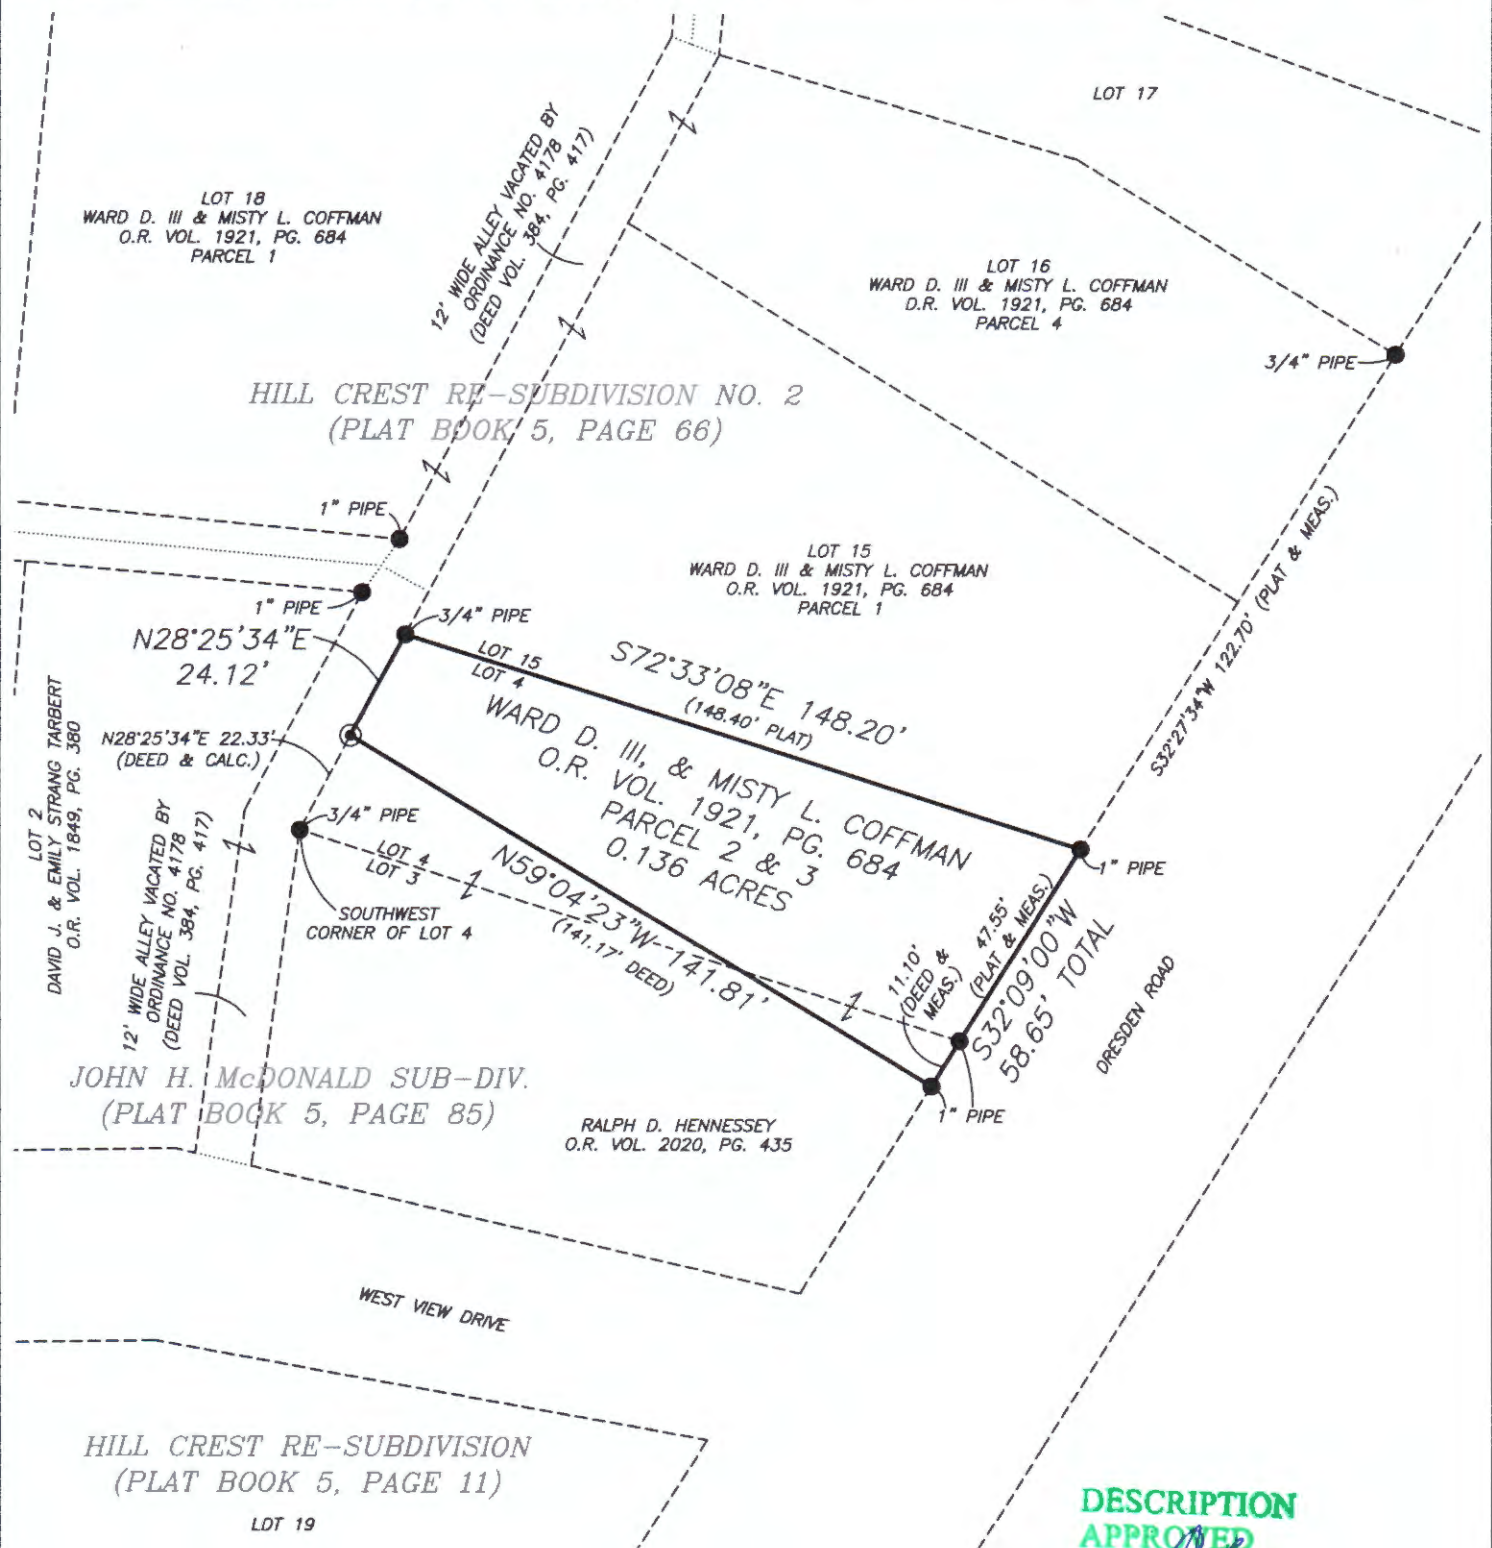 LOT 17
12' WIDE ALLEY VACATED BY
ORDINANCE NO. 4178
(DEED VOL. 384, PG. 417)
LOT 18
WARD D. III & MISTY L. COFFMAN
O.R. VOL. 1921, PG. 684
PARCEL 1
LOT 16
WARD D. III & MISTY L. COFFMAN
O.R. VOL. 1921, PG. 684
PARCEL 4
3/4" PIPE
HILL CREST RE-SUBDIVISION NO. 2
(PLAT BOOK 5, PAGE 66)
1" PIPE
S32°27'34"W 122.70' (PLAT & MEAS.)
LOT 15
WARD D. III & MISTY L. COFFMAN
O.R. VOL. 1921, PG. 684
PARCEL 1
1" PIPE
3/4" PIPE
N28°25'34"E
24.12'
LOT 15
LOT 4
S72°33'08"E 148.20'
(148.40' PLAT)
WARD D. III, & MISTY L. COFFMAN
O.R. VOL. 1921, PG. 684
PARCEL 2 & 3
0.136 ACRES
N28°25'34"E 22.33'
(DEED & CALC.)
LOT 2
DAVID J. & EMILY STRANG TARBERT
O.R. VOL. 1849, PG. 380
12' WIDE ALLEY VACATED BY
ORDINANCE NO. 4178
(DEED VOL. 384, PG. 417)
3/4" PIPE
LOT 4
LOT 3
SOUTHWEST
CORNER OF LOT 4
N59°04'23"W 141.81'
(141.17' DEED)
1" PIPE
11.10'
(DEED &
MEAS.)
47.55'
(PLAT & MEAS.)
S32°09'00"W
58.65' TOTAL
DRESDEN ROAD
1" PIPE
JOHN H. McDONALD SUB-DIV.
(PLAT BOOK 5, PAGE 85)
RALPH D. HENNESSEY
O.R. VOL. 2020, PG. 435
WEST VIEW DRIVE
HILL CREST RE-SUBDIVISION
(PLAT BOOK 5, PAGE 11)
LOT 19
DESCRIPTION
APPROVED